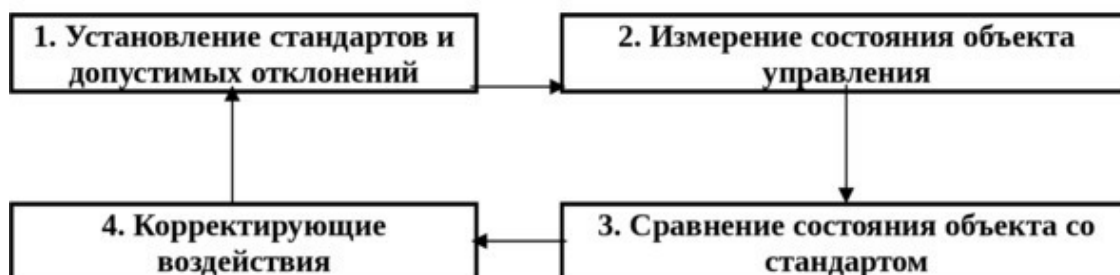 1. Установление стандартов и
допустимых отклонений
2. Измерение состояния объекта
управления
3. Сравнение состояния объекта со
стандартом
4. Корректирующие
воздействия